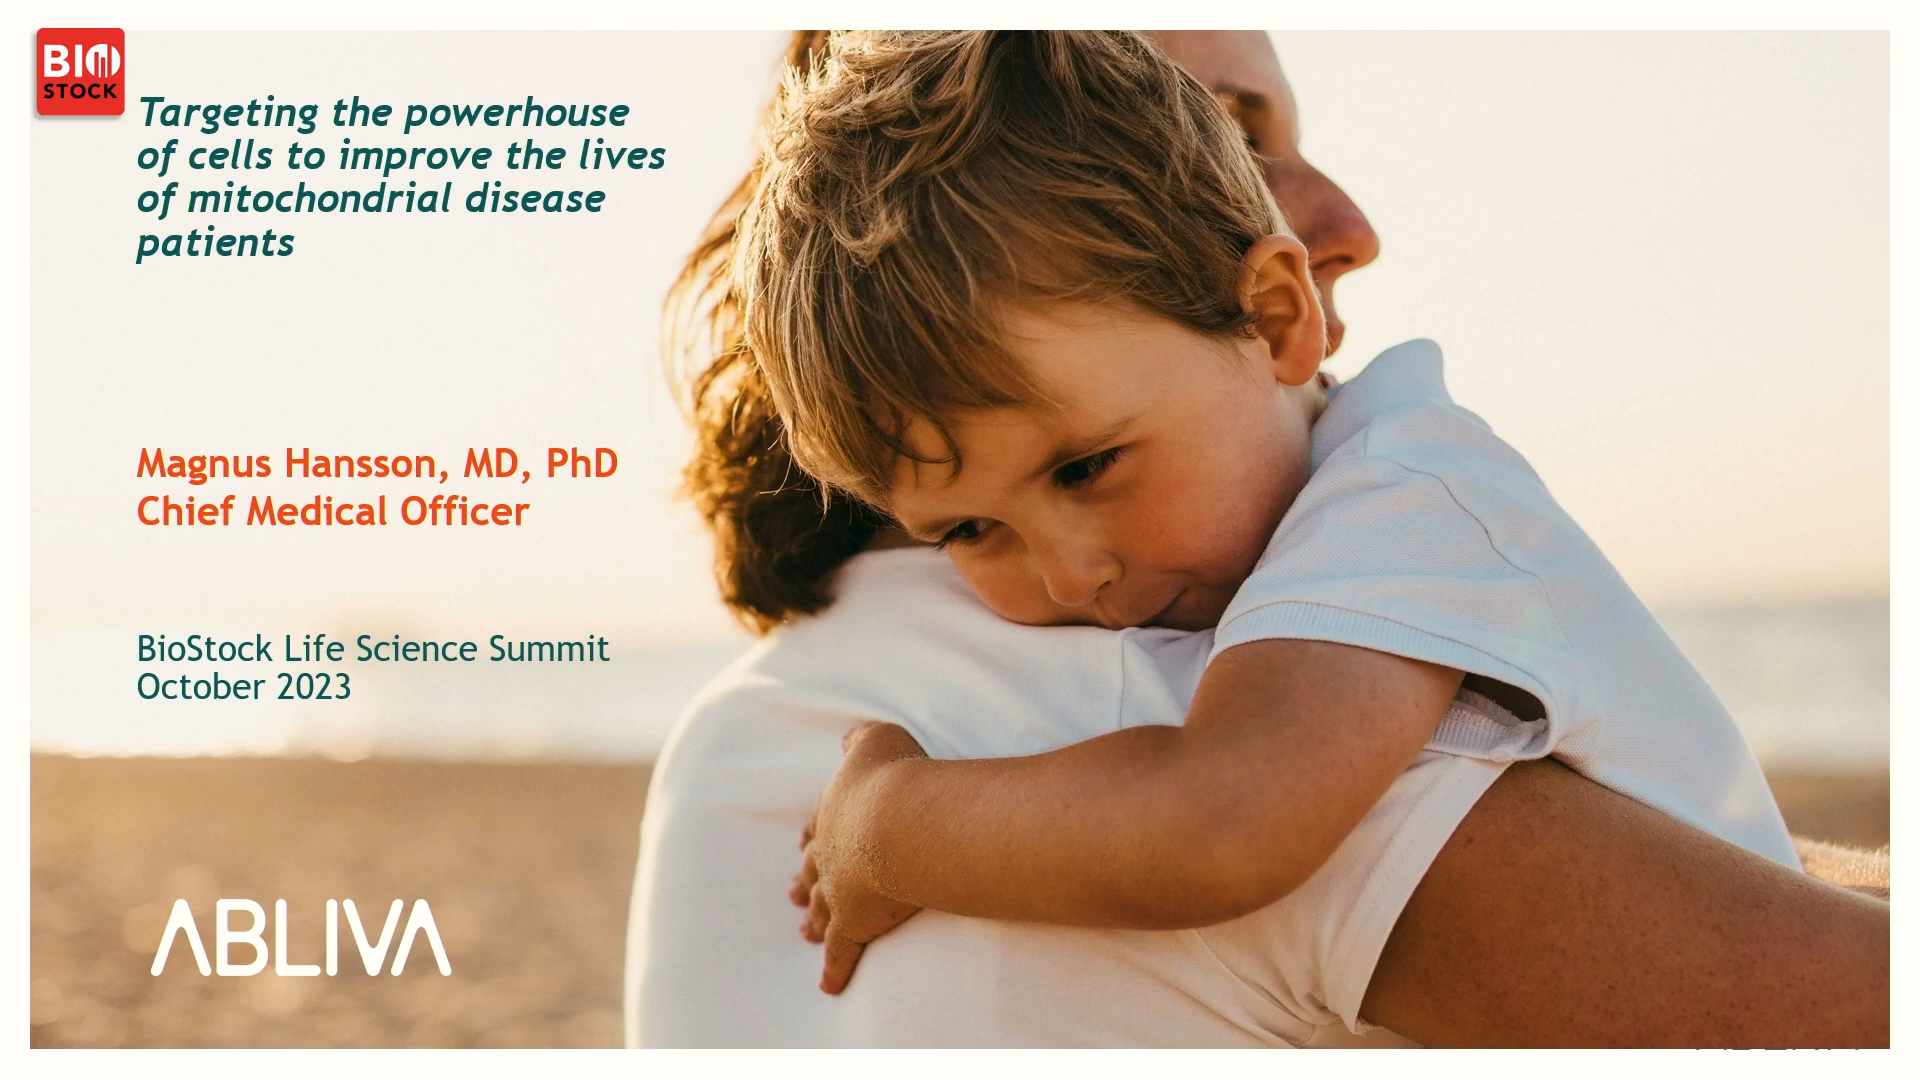 BIO
STOCK
Targeting the powerhouse
of cells to improve the lives
of mitochondrial disease
patients
Magnus Hansson, MD, PhD
Chief Medical Officer
BioStock Life Science Summit
October 2023
ABLIVA